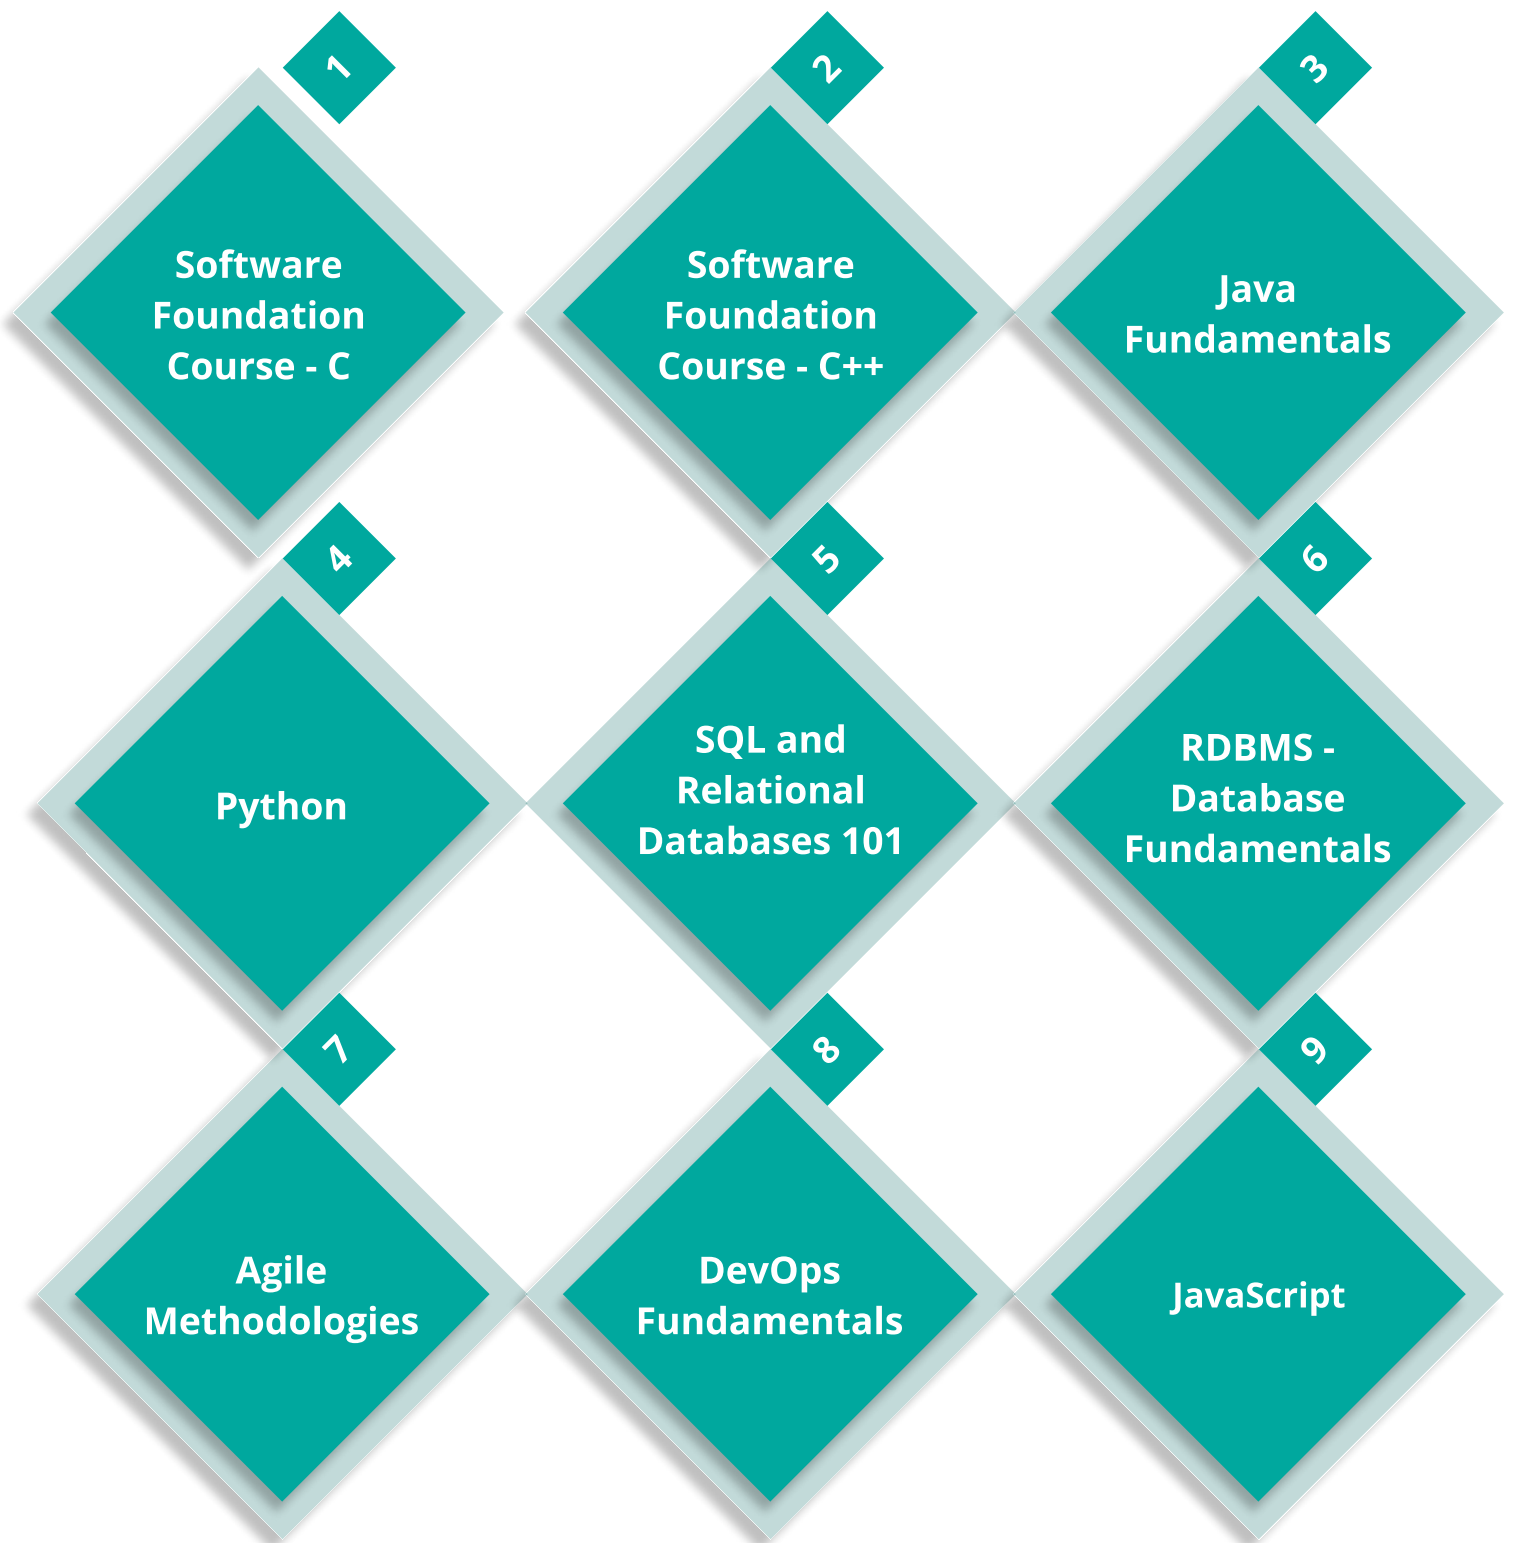 1
Software
Foundation
Course - C
2
Software
Foundation
Course - C++
3
Java
Fundamentals
4
Python
5
SQL and
Relational
Databases 101
6
RDBMS -
Database
Fundamentals
7
Agile
Methodologies
8
DevOps
Fundamentals
9
JavaScript